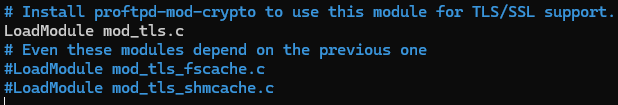 # Install proftpd-mod-crypto to use this module for TLS/SSL support.
LoadModule mod_tls.c
# Even these modules depend on the previous one
#LoadModule mod_tls_fscache.c
#LoadModule mod_tls_shmcache.c